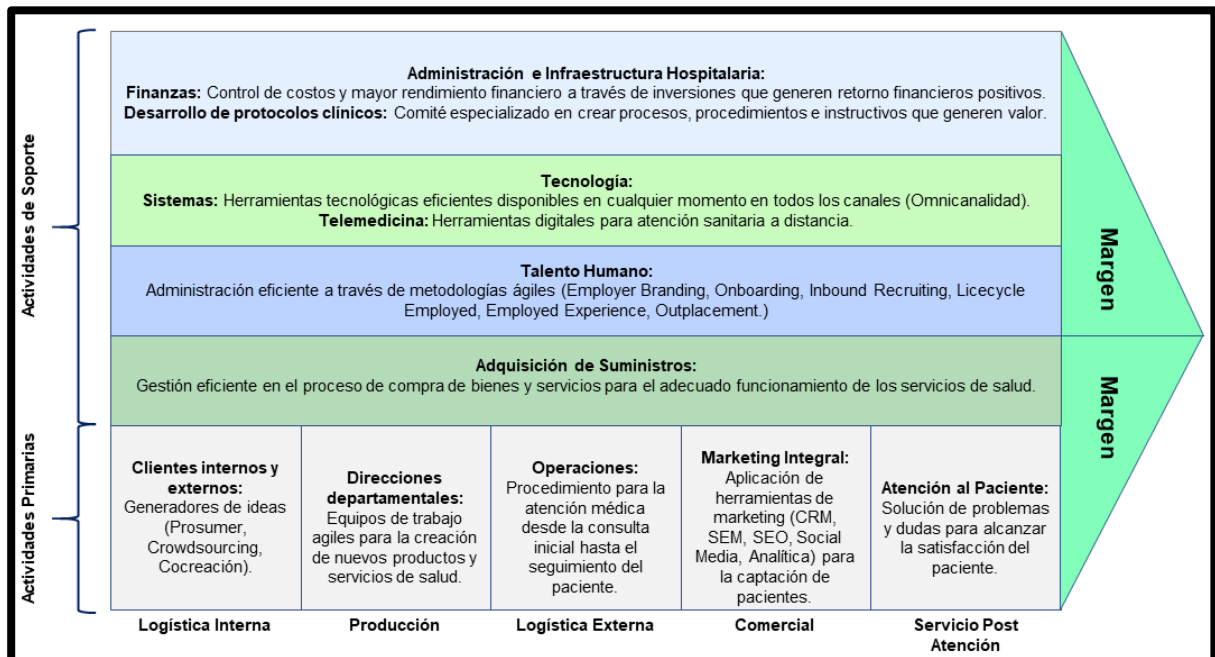 Actividades de Soporte
Administración e Infraestructura Hospitalaria:
Finanzas: Control de costos y mayor rendimiento financiero a través de inversiones que generen retorno financieros positivos.
Desarrollo de protocolos clínicos: Comité especializado en crear procesos, procedimientos e instructivos que generen valor.
Tecnología:
Sistemas: Herramientas tecnológicas eficientes disponibles en cualquier momento en todos los canales (Omnicanalidad).
Telemedicina: Herramientas digitales para atención sanitaria a distancia.
Talento Humano:
Administración eficiente a través de metodologías ágiles (Employer Branding, Onboarding, Inbound Recruiting, Licecycle
Employed, Employed Experience, Outplacement.)
Adquisición de Suministros:
Gestión eficiente en el proceso de compra de bienes y servicios para el adecuado funcionamiento de los servicios de salud.
Margen
Margen
Actividades Primarias
Clientes internos y
externos:
Generadores de ideas
(Prosumer,
Crowdsourcing,
Cocreación).
Direcciones
departamentales:
Equipos de trabajo
agiles para la creación
de nuevos productos y
servicios de salud.
Operaciones:
Procedimiento para la
atención médica
desde la consulta
inicial hasta el
seguimiento del
paciente.
Marketing Integral:
Aplicación de
herramientas de
marketing (CRM,
SEM, SEO, Social
Media, Analítica) para
la captación de
pacientes.
Atención al Paciente:
Solución de problemas
y dudas para alcanzar
la satisfacción del
paciente.
Logística Interna
Producción
Logística Externa
Comercial
Servicio Post
Atención